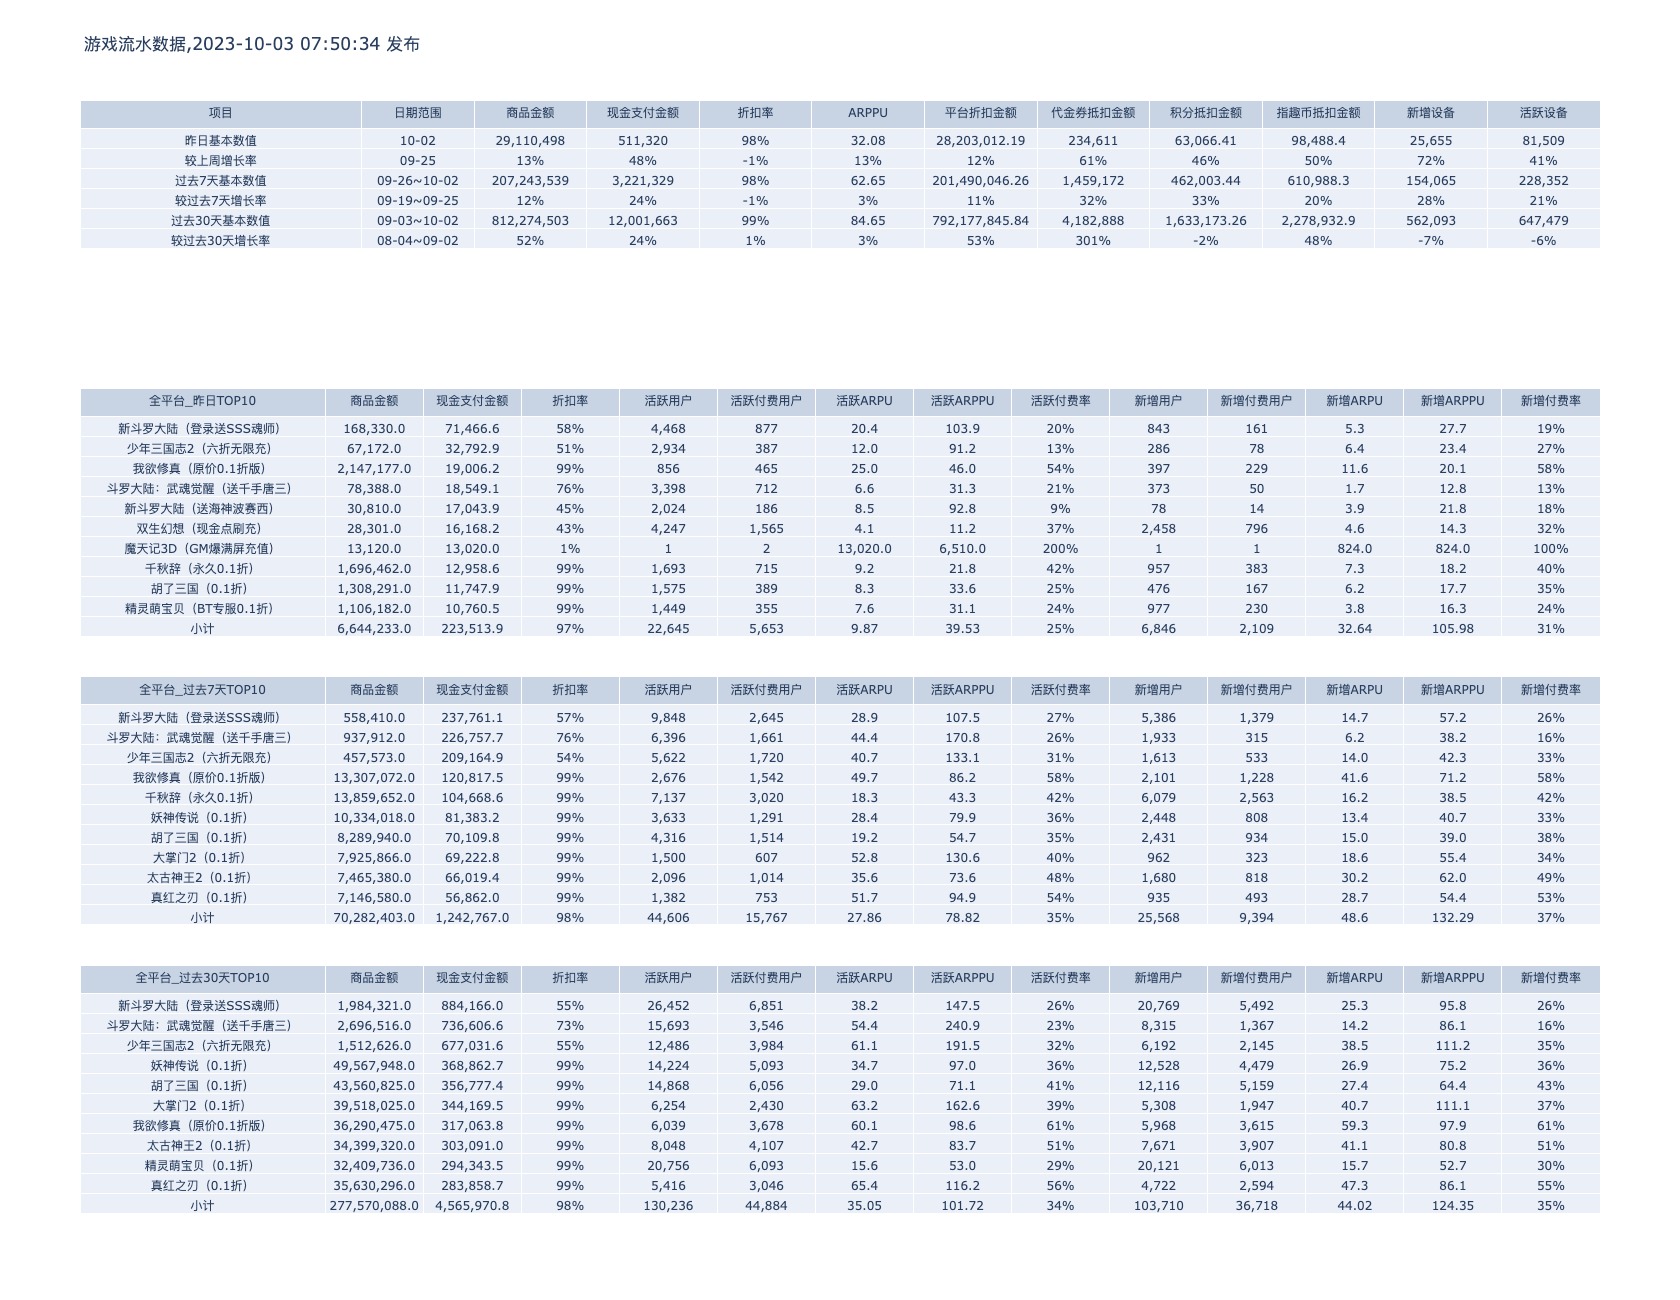 游戏流水数据,2023-10-03 07:50:34 发布
项目 日期范围 商品金额 现金支付金额 折扣率 ARPPU 平台折扣金额 代金券抵扣金额 积分抵扣金额 指趣币抵扣金额 新增设备 活跃设备
昨日基本数值 10-02 29,110,498 511,320 98% 32.08 28,203,012.19 234,611 63,066.41 98,488.4 25,655 81,509
较上周增长率 09-25 13% 48% -1% 13% 12% 61% 46% 50% 72% 41%
过去7天基本数值 09-26~10-02 207,243,539 3,221,329 98% 62.65 201,490,046.26 1,459,172 462,003.44 610,988.3 154,065 228,352
较过去7天增长率 09-19~09-25 12% 24% -1% 3% 11% 32% 33% 20% 28% 21%
过去30天基本数值 09-03~10-02 812,274,503 12,001,663 99% 84.65 792,177,845.84 4,182,888 1,633,173.26 2,278,932.9 562,093 647,479
较过去30天增长率 08-04~09-02 52% 24% 1% 3% 53% 301% -2% 48% -7% -6%
全平台_昨日TOP10 商品金额 现金支付金额 折扣率 活跃用户 活跃付费用户 活跃ARPU 活跃ARPPU 活跃付费率 新增用户 新增付费用户 新增ARPU 新增ARPPU 新增付费率
新斗罗大陆（登录送SSS魂师） 168,330.0 71,466.6 58% 4,468 877 20.4 103.9 20% 843 161 5.3 27.7 19%
少年三国志2（六折无限充） 67,172.0 32,792.9 51% 2,934 387 12.0 91.2 13% 286 78 6.4 23.4 27%
我欲修真（原价0.1折版） 2,147,177.0 19,006.2 99% 856 465 25.0 46.0 54% 397 229 11.6 20.1 58%
斗罗大陆：武魂觉醒（送千手唐三） 78,388.0 18,549.1 76% 3,398 712 6.6 31.3 21% 373 50 1.7 12.8 13%
新斗罗大陆（送海神波赛西） 30,810.0 17,043.9 45% 2,024 186 8.5 92.8 9% 78 14 3.9 21.8 18%
双生幻想（现金点刷充） 28,301.0 16,168.2 43% 4,247 1,565 4.1 11.2 37% 2,458 796 4.6 14.3 32%
魔天记3D（GM爆满屏充值） 13,120.0 13,020.0 1% 1 2 13,020.0 6,510.0 200% 1 1 824.0 824.0 100%
千秋辞（永久0.1折） 1,696,462.0 12,958.6 99% 1,693 715 9.2 21.8 42% 957 383 7.3 18.2 40%
胡了三国（0.1折） 1,308,291.0 11,747.9 99% 1,575 389 8.3 33.6 25% 476 167 6.2 17.7 35%
精灵萌宝贝（BT专服0.1折） 1,106,182.0 10,760.5 99% 1,449 355 7.6 31.1 24% 977 230 3.8 16.3 24%
小计 6,644,233.0 223,513.9 97% 22,645 5,653 9.87 39.53 25% 6,846 2,109 32.64 105.98 31%
全平台_过去7天TOP10 商品金额 现金支付金额 折扣率 活跃用户 活跃付费用户 活跃ARPU 活跃ARPPU 活跃付费率 新增用户 新增付费用户 新增ARPU 新增ARPPU 新增付费率
新斗罗大陆（登录送SSS魂师） 558,410.0 237,761.1 57% 9,848 2,645 28.9 107.5 27% 5,386 1,379 14.7 57.2 26%
斗罗大陆：武魂觉醒（送千手唐三） 937,912.0 226,757.7 76% 6,396 1,661 44.4 170.8 26% 1,933 315 6.2 38.2 16%
少年三国志2（六折无限充） 457,573.0 209,164.9 54% 5,622 1,720 40.7 133.1 31% 1,613 533 14.0 42.3 33%
我欲修真（原价0.1折版） 13,307,072.0 120,817.5 99% 2,676 1,542 49.7 86.2 58% 2,101 1,228 41.6 71.2 58%
千秋辞（永久0.1折） 13,859,652.0 104,668.6 99% 7,137 3,020 18.3 43.3 42% 6,079 2,563 16.2 38.5 42%
妖神传说（0.1折） 10,334,018.0 81,383.2 99% 3,633 1,291 28.4 79.9 36% 2,448 808 13.4 40.7 33%
胡了三国（0.1折） 8,289,940.0 70,109.8 99% 4,316 1,514 19.2 54.7 35% 2,431 934 15.0 39.0 38%
大掌门2（0.1折） 7,925,866.0 69,222.8 99% 1,500 607 52.8 130.6 40% 962 323 18.6 55.4 34%
太古神王2（0.1折） 7,465,380.0 66,019.4 99% 2,096 1,014 35.6 73.6 48% 1,680 818 30.2 62.0 49%
真红之刃（0.1折） 7,146,580.0 56,862.0 99% 1,382 753 51.7 94.9 54% 935 493 28.7 54.4 53%
小计 70,282,403.0 1,242,767.0 98% 44,606 15,767 27.86 78.82 35% 25,568 9,394 48.6 132.29 37%
全平台_过去30天TOP10 商品金额 现金支付金额 折扣率 活跃用户 活跃付费用户 活跃ARPU 活跃ARPPU 活跃付费率 新增用户 新增付费用户 新增ARPU 新增ARPPU 新增付费率
新斗罗大陆（登录送SSS魂师） 1,984,321.0 884,166.0 55% 26,452 6,851 38.2 147.5 26% 20,769 5,492 25.3 95.8 26%
斗罗大陆：武魂觉醒（送千手唐三） 2,696,516.0 736,606.6 73% 15,693 3,546 54.4 240.9 23% 8,315 1,367 14.2 86.1 16%
少年三国志2（六折无限充） 1,512,626.0 677,031.6 55% 12,486 3,984 61.1 191.5 32% 6,192 2,145 38.5 111.2 35%
妖神传说（0.1折） 49,567,948.0 368,862.7 99% 14,224 5,093 34.7 97.0 36% 12,528 4,479 26.9 75.2 36%
胡了三国（0.1折） 43,560,825.0 356,777.4 99% 14,868 6,056 29.0 71.1 41% 12,116 5,159 27.4 64.4 43%
大掌门2（0.1折） 39,518,025.0 344,169.5 99% 6,254 2,430 63.2 162.6 39% 5,308 1,947 40.7 111.1 37%
我欲修真（原价0.1折版） 36,290,475.0 317,063.8 99% 6,039 3,678 60.1 98.6 61% 5,968 3,615 59.3 97.9 61%
太古神王2（0.1折） 34,399,320.0 303,091.0 99% 8,048 4,107 42.7 83.7 51% 7,671 3,907 41.1 80.8 51%
精灵萌宝贝（0.1折） 32,409,736.0 294,343.5 99% 20,756 6,093 15.6 53.0 29% 20,121 6,013 15.7 52.7 30%
真红之刃（0.1折） 35,630,296.0 283,858.7 99% 5,416 3,046 65.4 116.2 56% 4,722 2,594 47.3 86.1 55%
小计 277,570,088.0 4,565,970.8 98% 130,236 44,884 35.05 101.72 34% 103,710 36,718 44.02 124.35 35%